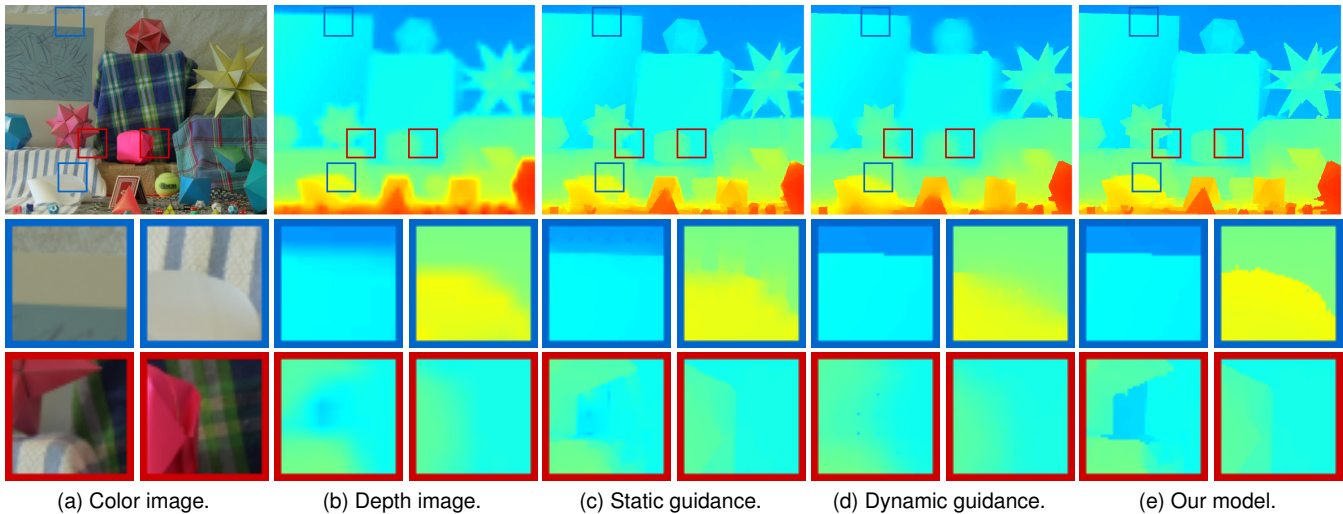 (a) Color image.
(b) Depth image.
(c) Static guidance.
(d) Dynamic guidance.
(e) Our model.